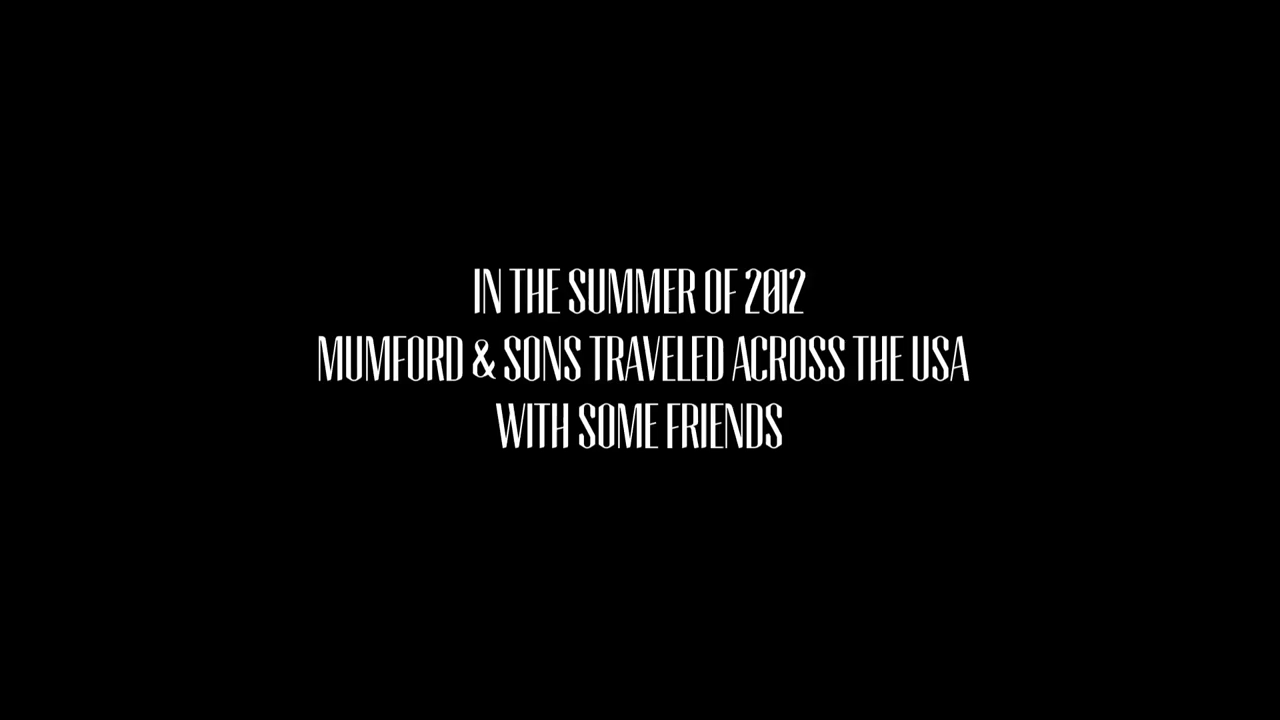 IN THE SUMMER OF 2012
MUMFORD & SONS TRAVELED ACROSS THE USA
WITH SOME FRIENDS